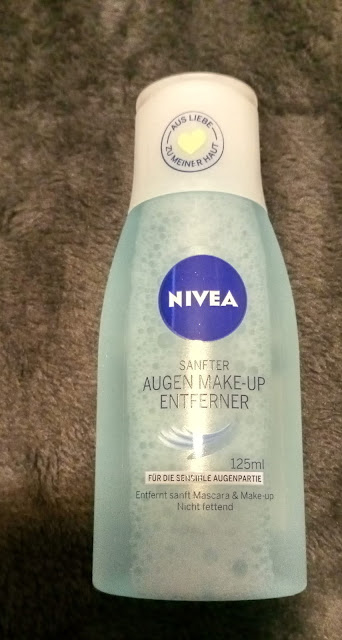 AUS LIEBE
ZU MEINER HAUT
NIVEA
SANFTER
AUGEN MAKE-UP
ENTFERNER
125ml
FÜR DIE SENSIBLE AUGENPARTIE
Entfernt sanft Mascara & Make-up
Nicht fettend